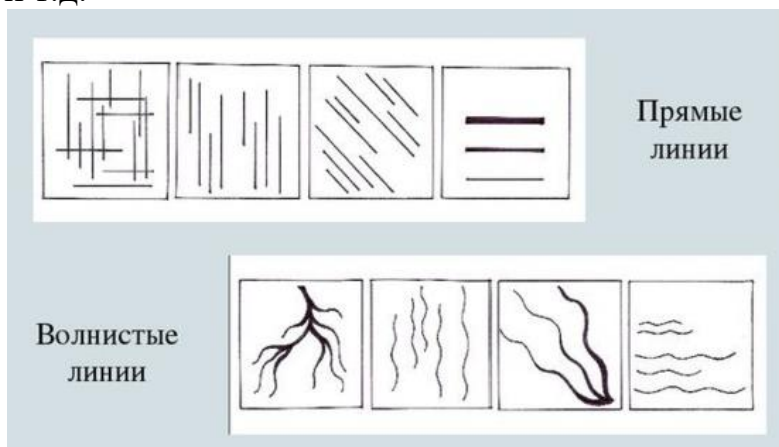 и т.д.
Прямые
линии
Волнистые
линии